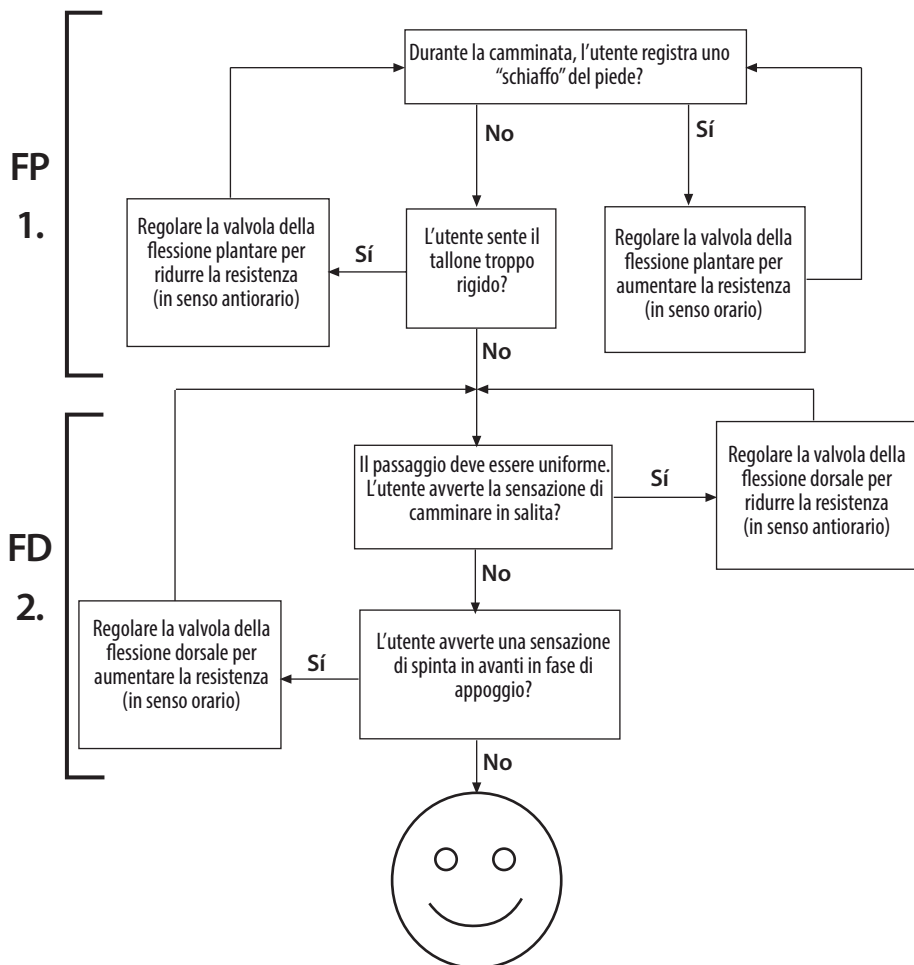 Durante la camminata, l'utente registra uno
“schiaffo” del piede?
No
Sí
FP
1.
Regolare la valvola della
flessione plantare per
ridurre la resistenza
(in senso antiorario)
Sí
L'utente sente il
tallone troppo
rigido?
Regolare la valvola della
flessione plantare per
aumentare la resistenza
(in senso orario)
No
FD
2.
Il passaggio deve essere uniforme.
L'utente avverte la sensazione di
camminare in salita?
Sí
Regolare la valvola della
flessione dorsale per
ridurre la resistenza
(in senso antiorario)
No
Regolare la valvola della
flessione dorsale per
aumentare la resistenza
(in senso orario)
Sí
L'utente avverte una sensazione
di spinta in avanti in fase di
appoggio?
No